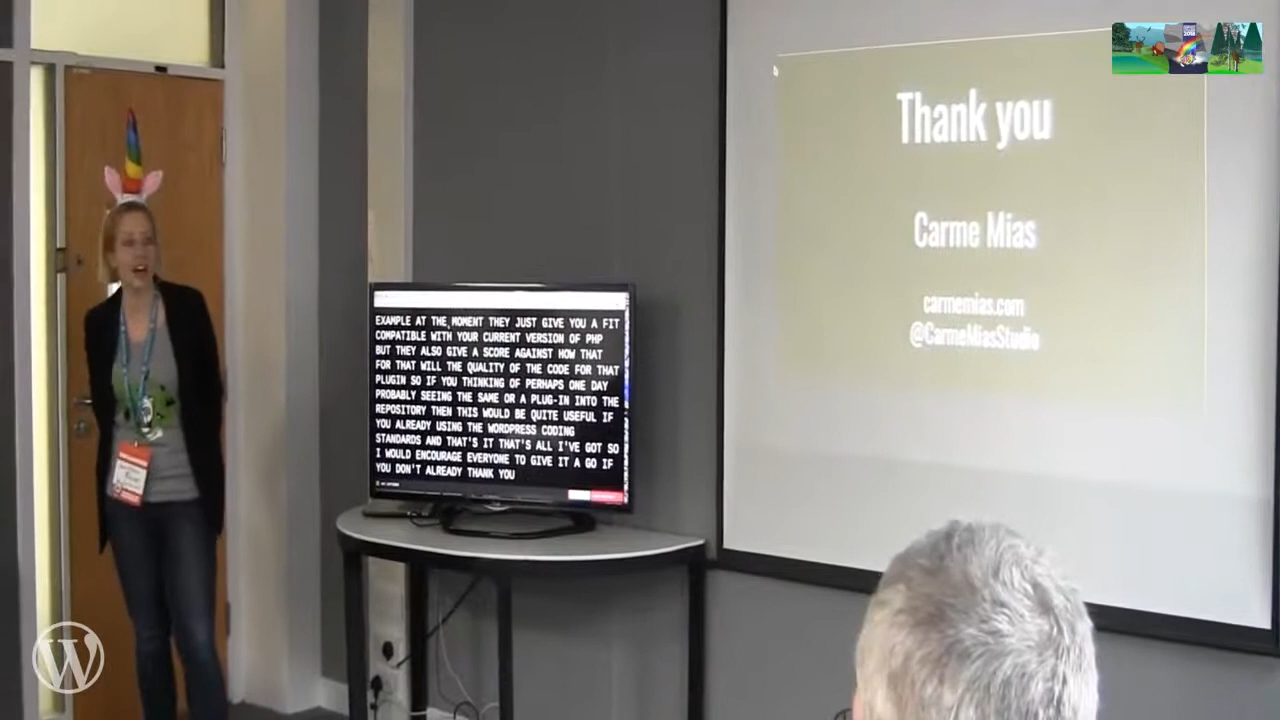 Thank you
Carme Mias
carmemias.com
@CarmeMiasStudio
EXAMPLE AT THE MOMENT THEY JUST GIVE YOU A FIT
COMPATIBLE WITH YOUR CURRENT VERSION OF PHP
BUT THEY ALSO GIVE A SCORE AGAINST HOW THAT
FOR THAT WILL THE QUALITY OF THE CODE FOR THAT
PLUGIN SO IF YOU THINKING OF PERHAPS ONE DAY
PROBABLY SEEING THE SAME OR A PLUG-IN INTO THE
REPOSITORY THEN THIS WOULD BE QUITE USEFUL IF
YOU ALREADY USING THE WORDPRESS CODING
STANDARDS AND THAT'S IT THAT'S ALL I'VE GOT SO
I WOULD ENCOURAGE EVERYONE TO GIVE IT A GO IF
YOU DON'T ALREADY THANK YOU